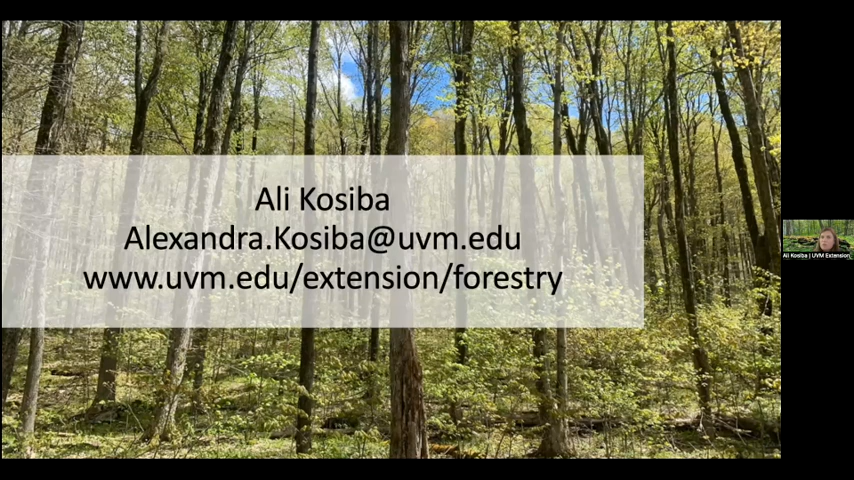 Ali Kosiba
Alexandra.Kosiba@uvm.edu
www.uvm.edu/extension/forestry
Ali Kosiba | UVM Extension